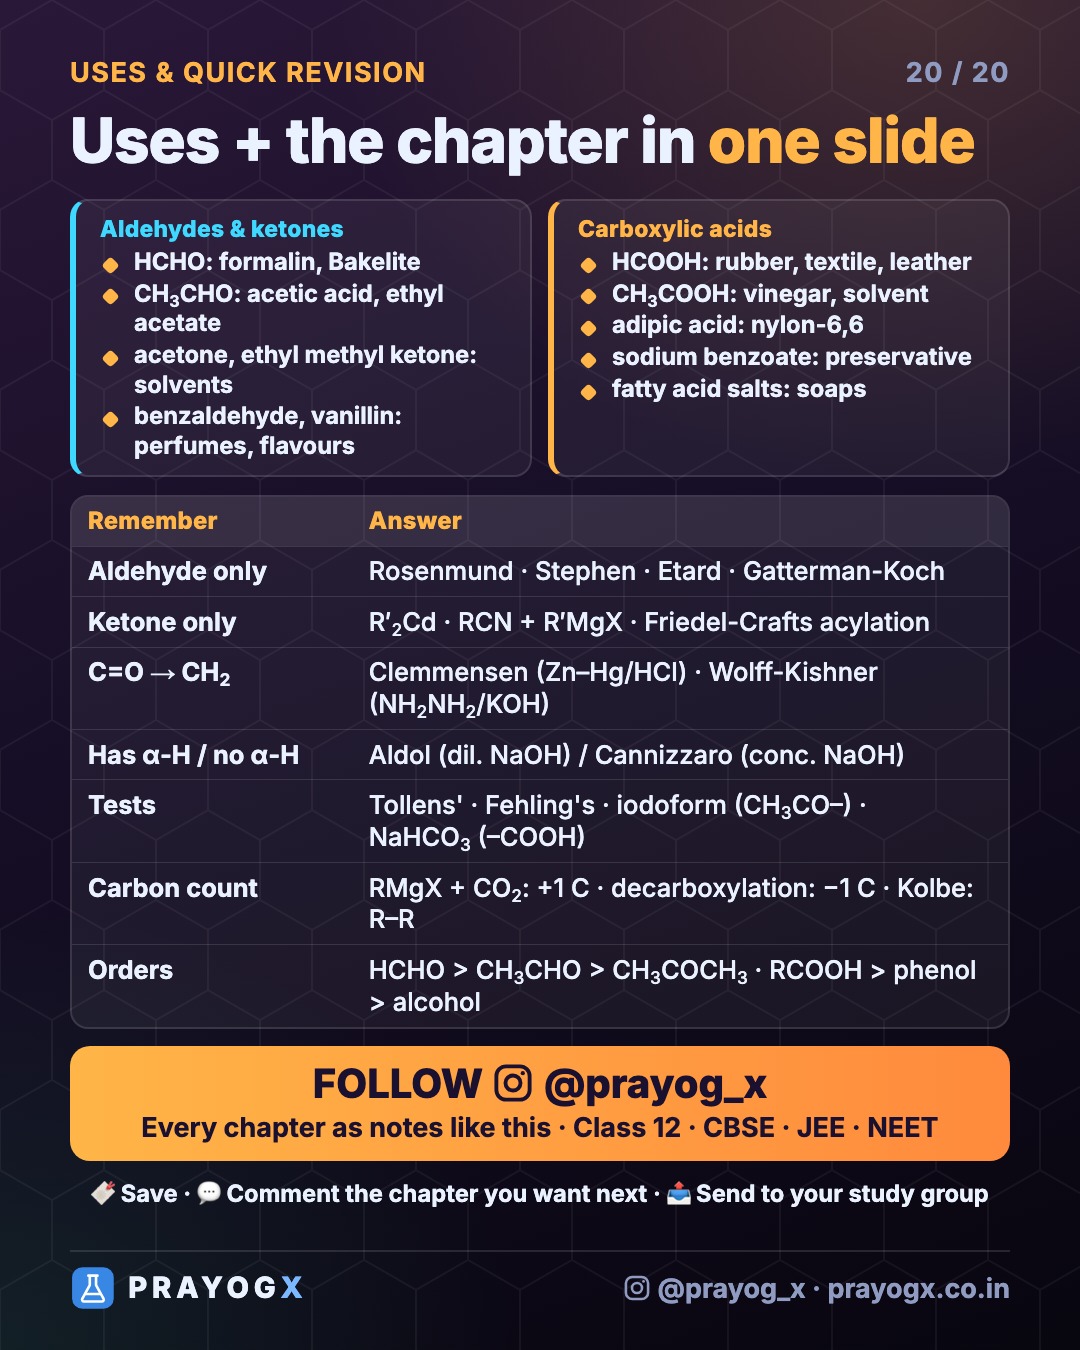 USES & QUICK REVISION
20 / 20
Uses + the chapter in one slide
Aldehydes & ketones
HCHO: formalin, Bakelite
CH₃CHO: acetic acid, ethyl
acetate
acetone, ethyl methyl ketone:
solvents
benzaldehyde, vanillin:
perfumes, flavours
Carboxylic acids
HCOOH: rubber, textile, leather
CH₃COOH: vinegar, solvent
adipic acid: nylon-6,6
sodium benzoate: preservative
fatty acid salts: soaps
Remember Answer
Aldehyde only Rosenmund · Stephen · Etard · Gatterman-Koch
Ketone only R′₂Cd · RCN + R′MgX · Friedel-Crafts acylation
C=O → CH₂ Clemmensen (Zn–Hg/HCl) · Wolff-Kishner
(NH₂NH₂/KOH)
Has α-H / no α-H Aldol (dil. NaOH) / Cannizzaro (conc. NaOH)
Tests Tollens' · Fehling's · iodoform (CH₃CO–) ·
NaHCO₃ (–COOH)
Carbon count RMgX + CO₂: +1 C · decarboxylation: −1 C · Kolbe:
R–R
Orders HCHO > CH₃CHO > CH₃COCH₃ · RCOOH > phenol
> alcohol
FOLLOW @prayog_x
Every chapter as notes like this · Class 12 · CBSE · JEE · NEET
Save · Comment the chapter you want next · Send to your study group
PRAYOGX
@prayog_x · prayogx.co.in